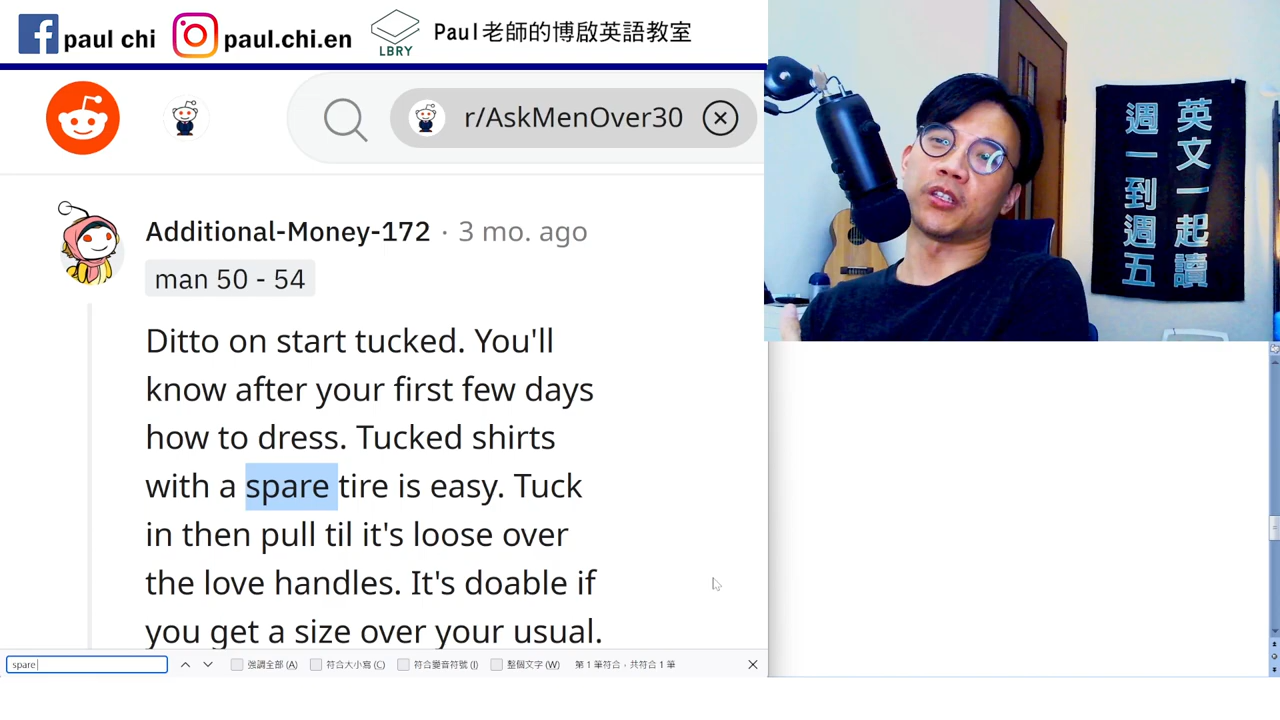 paul chi
paul.chi.en
LBRY
Paul老師的博啟英語教室
r/AskMenOver30
Additional-Money-172 · 3 mo. ago
man 50 - 54
Ditto on start tucked. You'll
know after your first few days
how to dress. Tucked shirts
with a spare tire is easy. Tuck
in then pull til it's loose over
the love handles. It's doable if
you get a size over your usual.
英文一起讀
週一到週五
spare
強調全部 (A)
符合大小寫 (C)
符合變音符號 (I)
整個文字 (W)
第 1 筆符合，共符合 1 筆